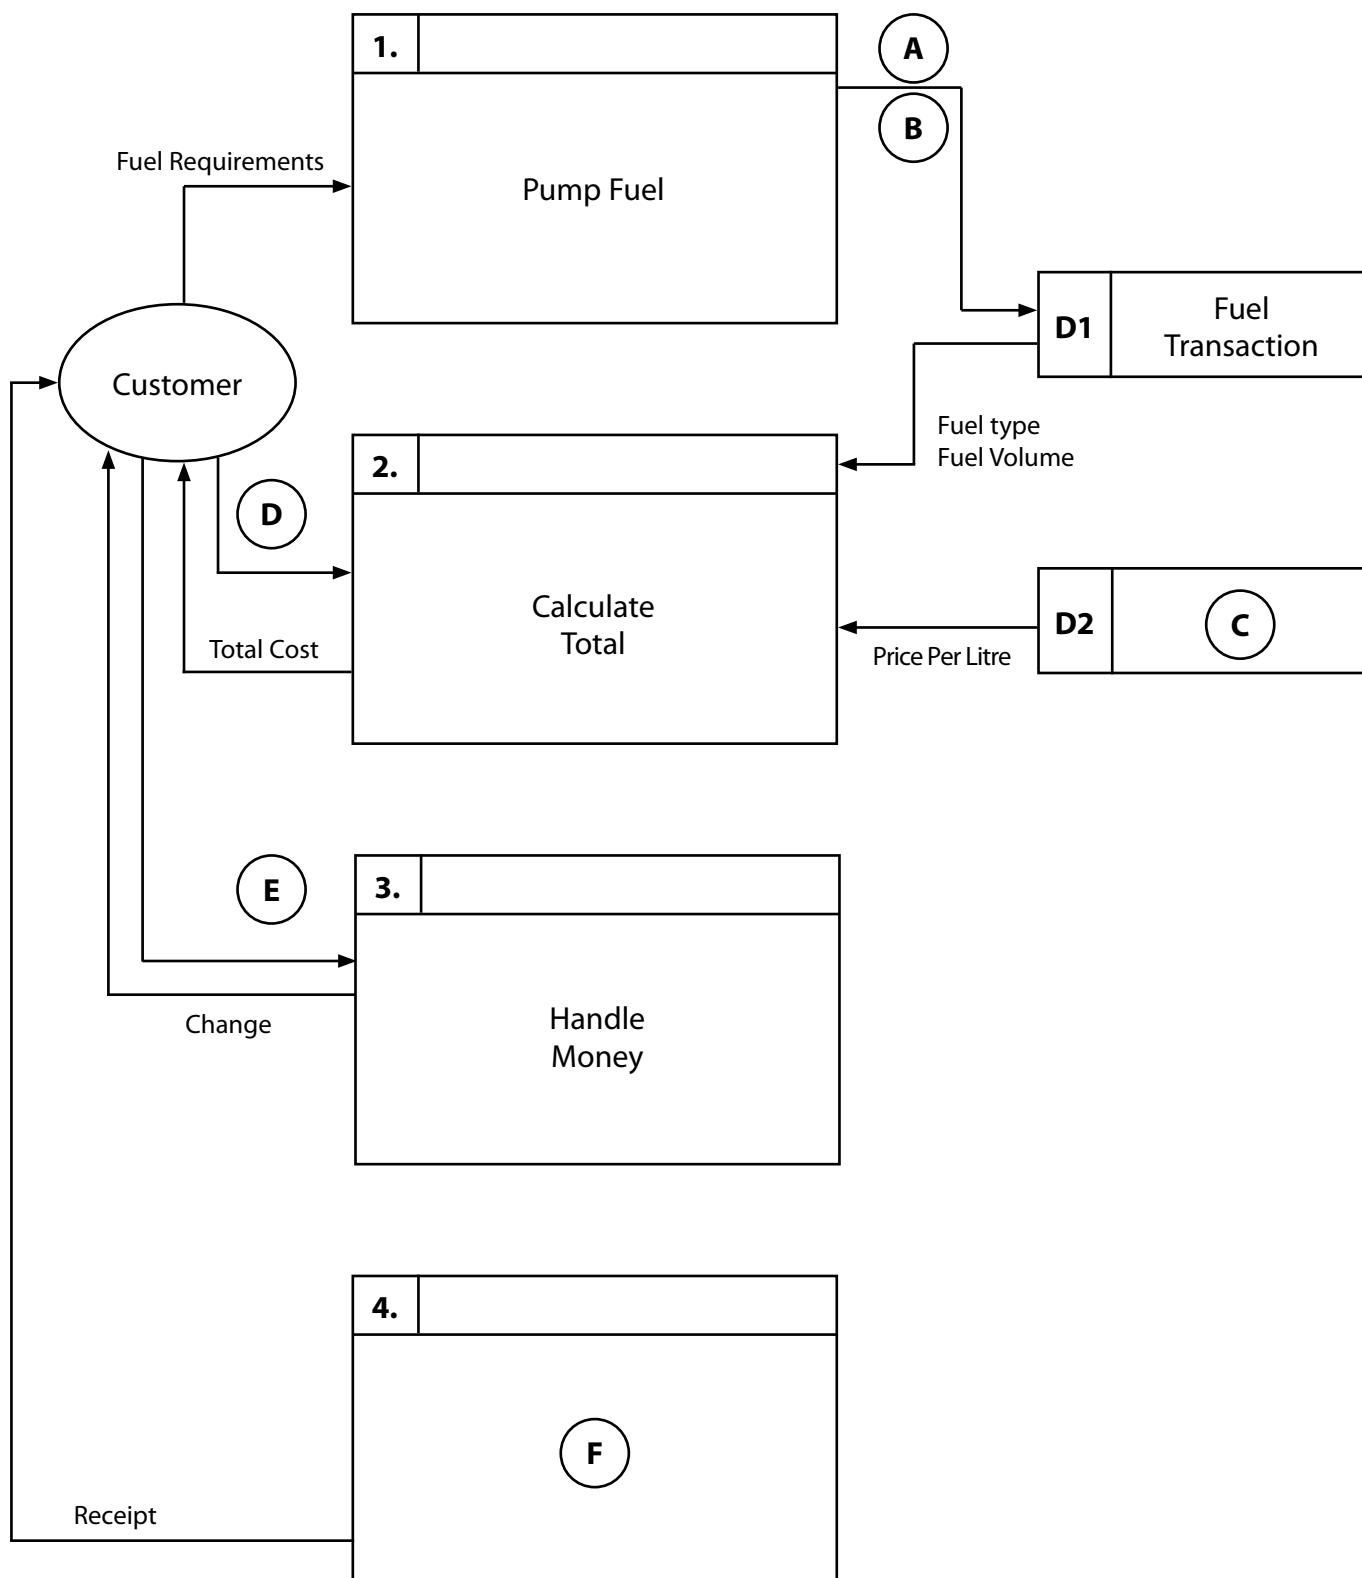 1.
A
B
Fuel Requirements
Pump Fuel
D1
Fuel
Transaction
Customer
Fuel type
Fuel Volume
2.
D
Calculate
Total
D2
C
Total Cost
Price Per Litre
E
3.
Handle
Money
Change
4.
F
Receipt